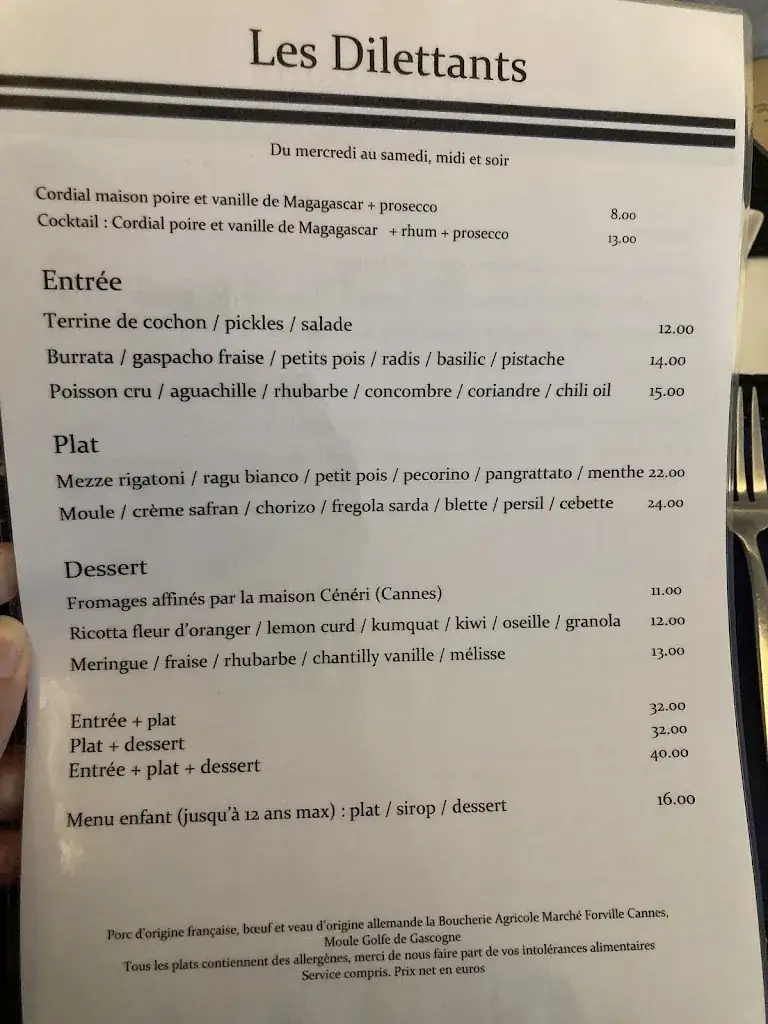 Les Dilettants
Du mercredi au samedi, midi et soir
Cordial maison poire et vanille de Magagascar + prosecco 8.00
Cocktail : Cordial poire et vanille de Magagascar + rhum + prosecco 13.00
Entrée
Terrine de cochon / pickles / salade 12.00
Burrata / gaspacho fraise / petits pois / radis / basilic / pistache 14.00
Poisson cru / aguachille / rhubarbe / concombre / coriandre / chili oil 15.00
Plat
Mezze rigatoni / ragu bianco / petit pois / pecorino / pangrattato / menthe 22.00
Moule / crème safran / chorizo / fregola sarda / blette / persil / cebette 24.00
Dessert
Fromages affinés par la maison Cénéri (Cannes) 11.00
Ricotta fleur d'oranger / lemon curd / kumquat / kiwi / oseille / granola 12.00
Meringue / fraise / rhubarbe / chantilly vanille / mélisse 13.00
Entrée + plat 32.00
Plat + dessert 32.00
Entrée + plat + dessert 40.00
Menu enfant (jusqu'à 12 ans max) : plat / sirop / dessert 16.00
Porc d'origine française, bœuf et veau d'origine allemande la Boucherie Agricole Marché Forville Cannes,
Moule Golfe de Gascogne
Tous les plats contiennent des allergènes, merci de nous faire part de vos intolérances alimentaires
Service compris. Prix net en euros